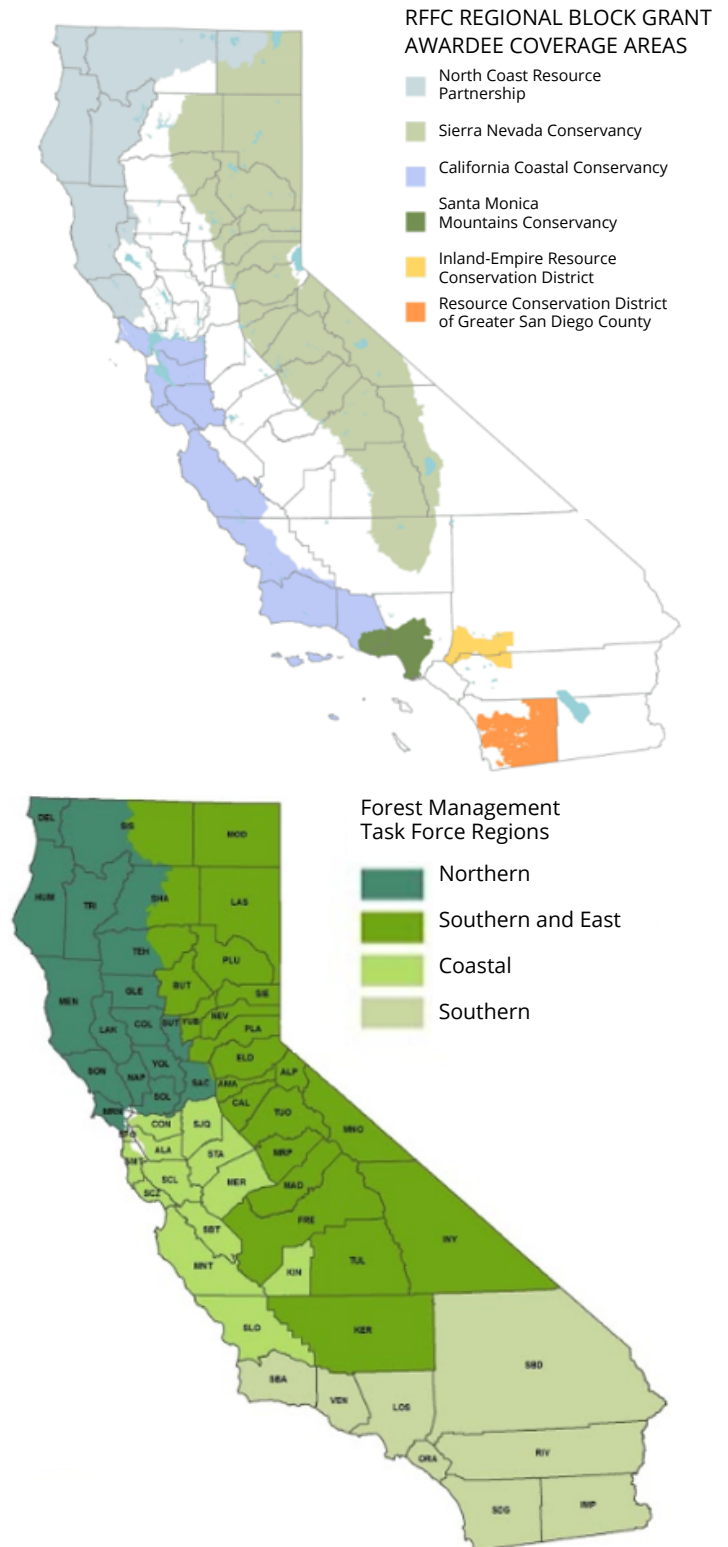 RFFC REGIONAL BLOCK GRANT
AWARDEE COVERAGE AREAS
North Coast Resource
Partnership
Sierra Nevada Conservancy
California Coastal Conservancy
Santa Monica
Mountains Conservancy
Inland-Empire Resource
Conservation District
Resource Conservation District
of Greater San Diego County
Forest Management
Task Force Regions
Northern
Southern and East
Coastal
Southern
DEL
SIS
MOD
HUM
TRI
SHA
LAS
TEH
PLU
MEN
GLE
BUT
SIE
LAK
COL
SUT
YUB
NEV
PLA
SON
NAP
YOL
ELD
SOL
SAC
AMA
ALP
MRN
CAL
CON
SJQ
TUO
MNO
SFO
ALA
STA
MRP
SMT
SCL
MER
MAD
SCZ
SBT
FRE
INY
MNT
KIN
TUL
SLO
KER
SBA
VEN
LOS
SBD
ORA
RIV
SDG
IMP